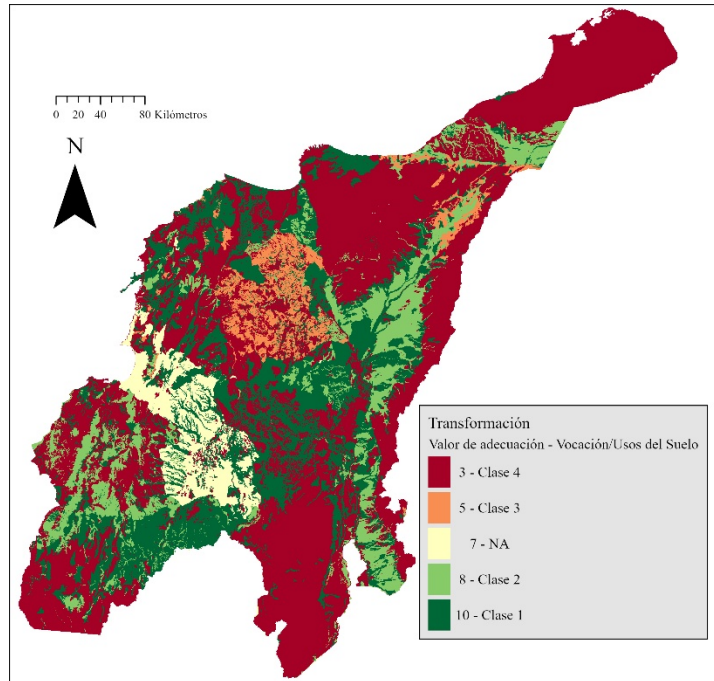 0 20 40 80 Kilómetros
N
Transformación
Valor de adecuación - Vocación/Usos del Suelo
3 - Clase 4
5 - Clase 3
7 - NA
8 - Clase 2
10 - Clase 1